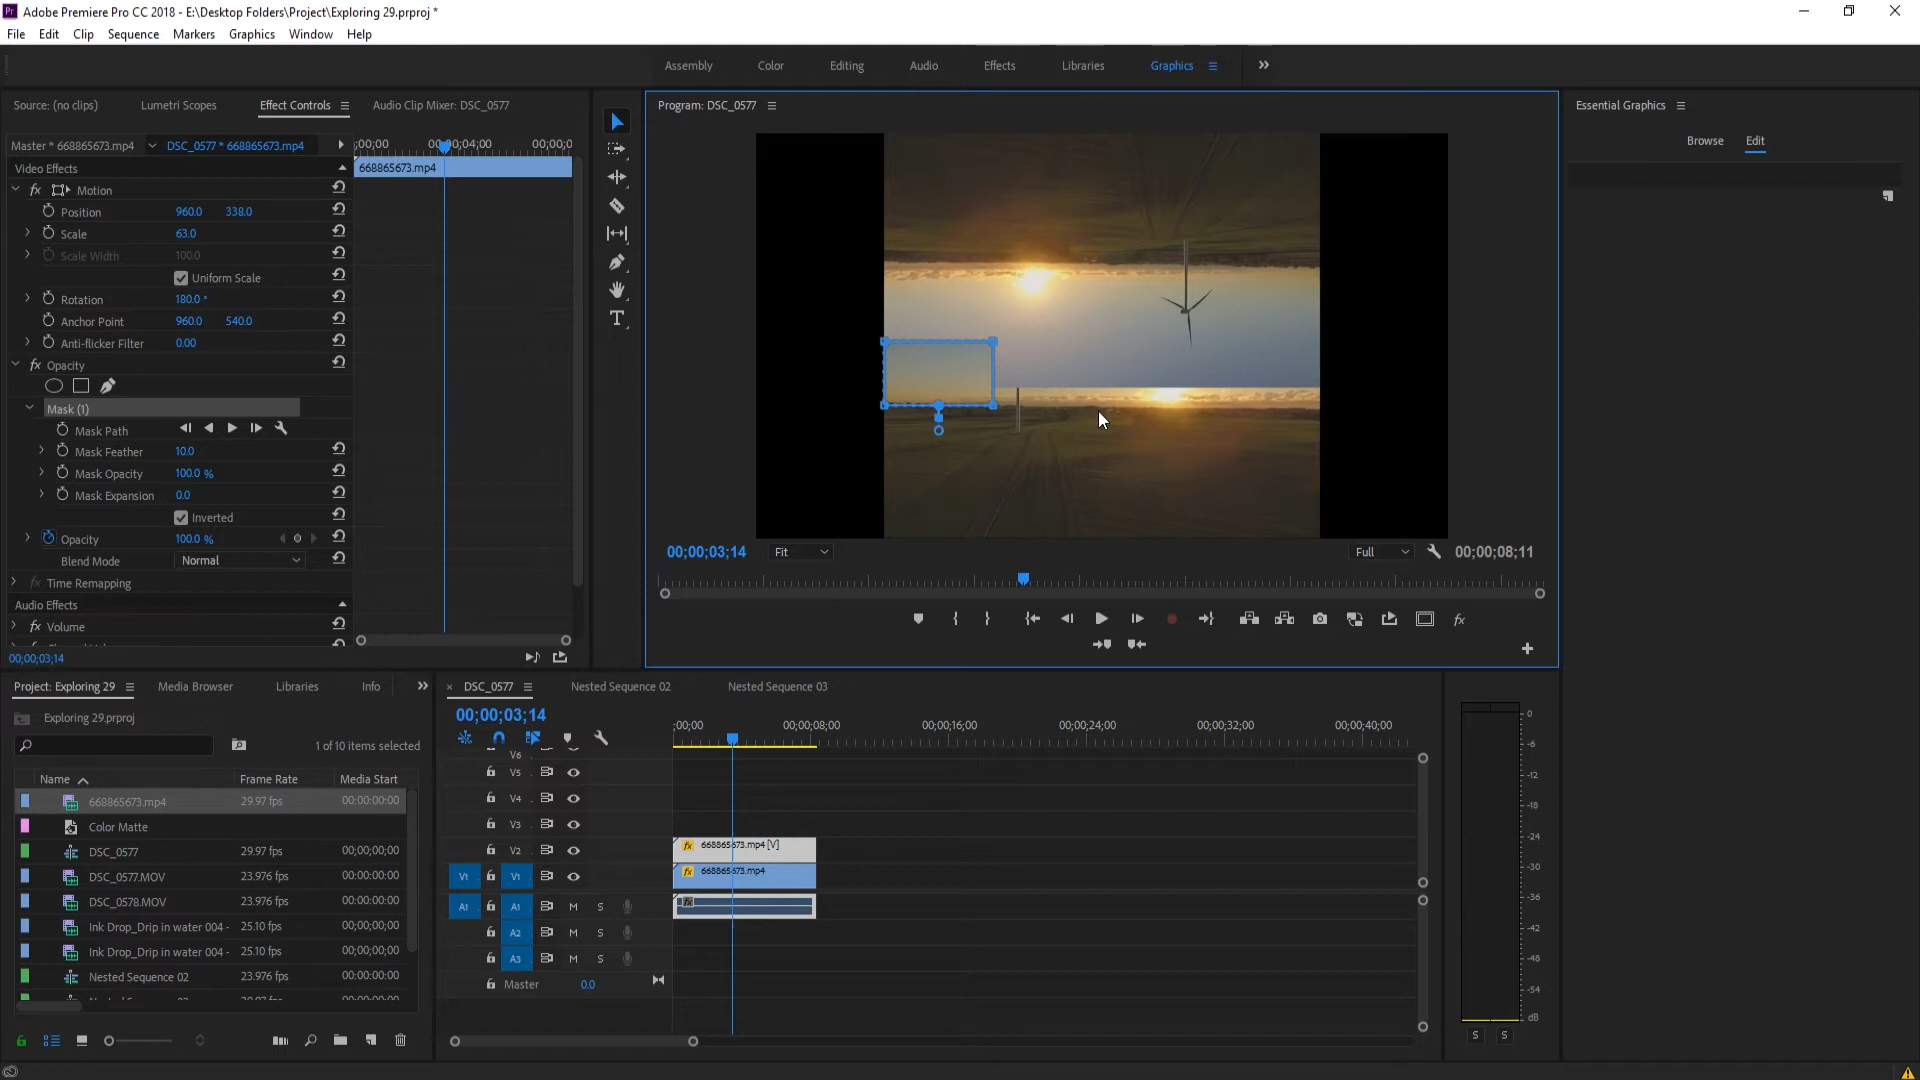 Adobe Premiere Pro CC 2018 - E:\Desktop Folders\Project\Exploring 29.prproj *
File Edit Clip Sequence Markers Graphics Window Help
Assembly Color Editing Audio Effects Libraries Graphics
Source: (no clips) Lumetri Scopes Effect Controls Audio Clip Mixer: DSC_0577
Program: DSC_0577
Essential Graphics
Browse Edit
Master * 668865673.mp4 DSC_0577 * 668865673.mp4
Video Effects
668865673.mp4
fx Motion
Position 960.0 338.0
Scale 63.0
Scale Width 100.0
Uniform Scale
Rotation 180.0 °
Anchor Point 960.0 540.0
Anti-flicker Filter 0.00
fx Opacity
Mask (1)
Mask Path
Mask Feather 10.0
Mask Opacity 100.0 %
Mask Expansion 0.0
Inverted
Opacity 100.0 %
Blend Mode Normal
fx Time Remapping
Audio Effects
fx Volume
00;00;03;14
00;00;03;14 Fit Full 00;00;08;11
fx
Project: Exploring 29 Media Browser Libraries Info
Exploring 29.prproj
1 of 10 items selected
Name Frame Rate Media Start
668865673.mp4 29.97 fps 00:00:00:00
Color Matte
DSC_0577 29.97 fps 00;00;00;00
DSC_0577.MOV 23.976 fps 00:00:00:00
DSC_0578.MOV 23.976 fps 00:00:00:00
Ink Drop_Drip in water 004 - 25.10 fps 00;00;00;00
Ink Drop_Drip in water 004 - 25.10 fps 00;00;00;00
Nested Sequence 02 23.976 fps 00:00:00:00
DSC_0577 Nested Sequence 02 Nested Sequence 03
00;00;03;14
;00;00 00;00;08;00 00;00;16;00 00;00;24;00 00;00;32;00 00;00;40;00
V6
V5
V4
V3
V2 fx 668865673.mp4 [V]
V1 V1 fx 668865673.mp4
A1 A1 M S fx
A2 M S
A3 M S
Master 0.0
0
-6
-12
-18
-24
-30
-36
-42
-48
-54
dB
S S